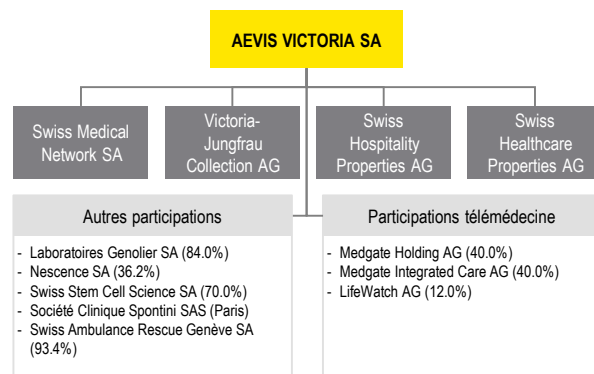 AEVIS VICTORIA SA
Swiss Medical
Network SA
Victoria-
Jungfrau
Collection AG
Swiss
Hospitality
Properties AG
Swiss
Healthcare
Properties AG
Autres participations
- Laboratoires Genolier SA (84.0%)
- Nescence SA (36.2%)
- Swiss Stem Cell Science SA (70.0%)
- Société Clinique Spontini SAS (Paris)
- Swiss Ambulance Rescue Genève SA
(93.4%)
Participations télémédecine
- Medgate Holding AG (40.0%)
- Medgate Integrated Care AG (40.0%)
- LifeWatch AG (12.0%)